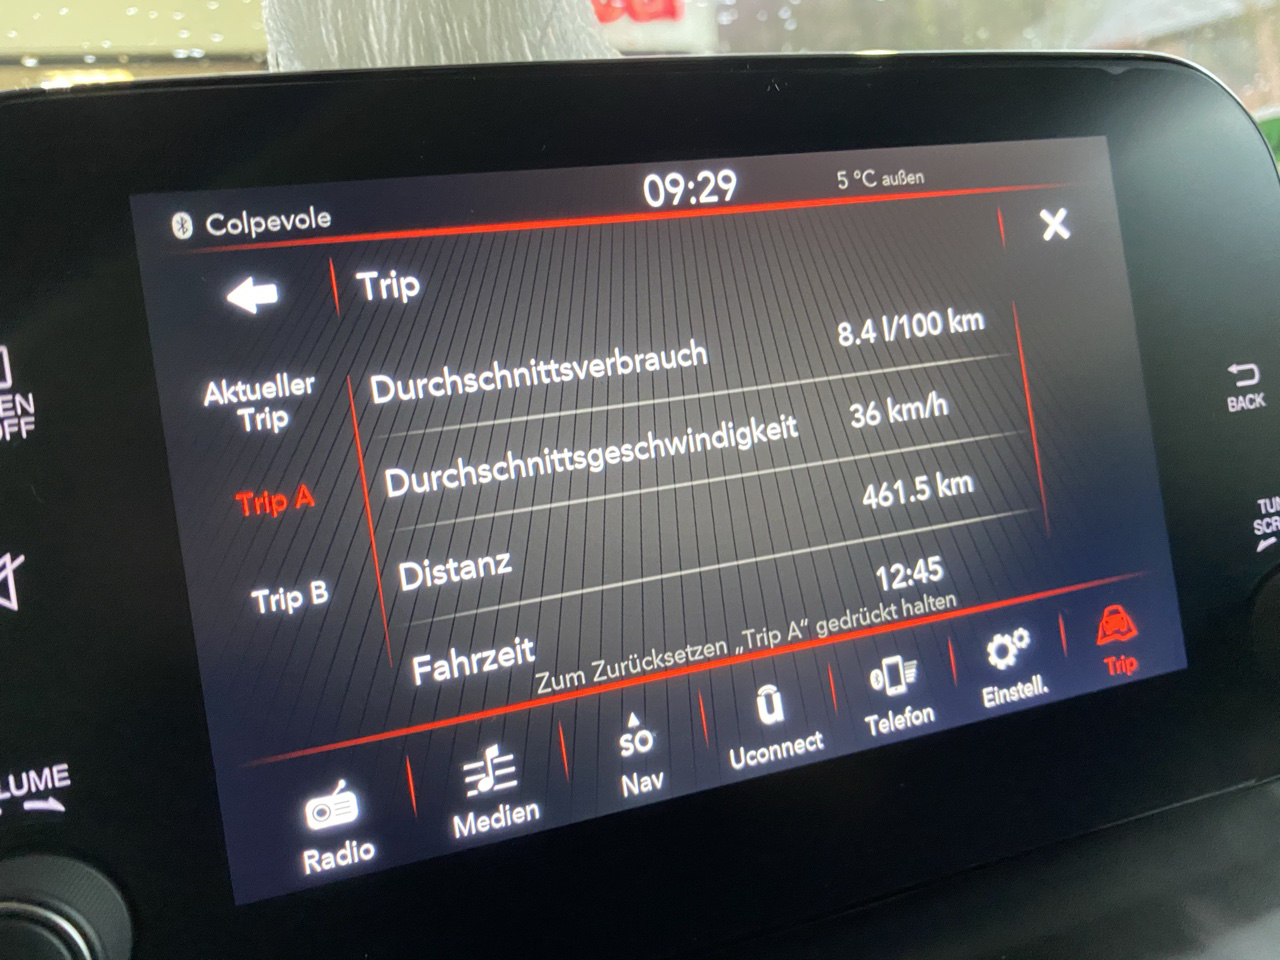 Colpevole
09:29
5 °C außen
Trip
Aktueller
Trip
Durchschnittsverbrauch
8.4 l/100 km
Durchschnittsgeschwindigkeit
36 km/h
Trip A
461.5 km
Distanz
12:45
Trip B
Fahrzeit
Zum Zurücksetzen „Trip A“ gedrückt halten
Radio
Medien
SO
Nav
Uconnect
Telefon
Einstell.
Trip
BACK